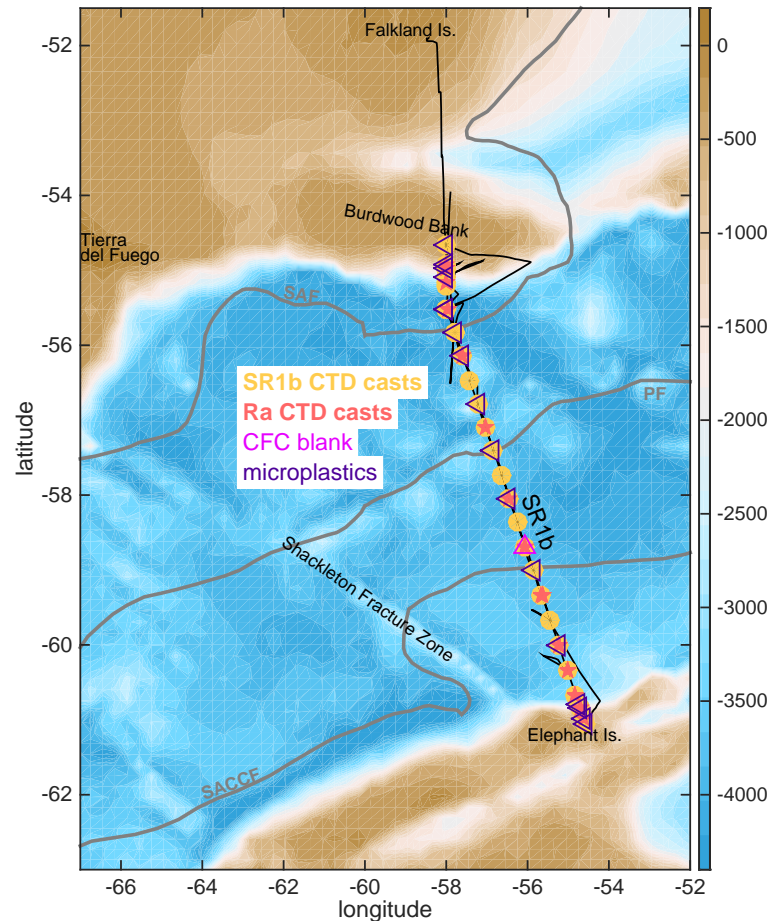 Falkland Is.
Burdwood Bank
Tierra
del Fuego
SAF
PF
SR1b CTD casts
Ra CTD casts
CFC blank
microplastics
SR1b
Shackleton Fracture Zone
Elephant Is.
SACCF
-52
-54
-56
-58
-60
-62
latitude
-66
-64
-62
-60
-58
-56
-54
-52
longitude
0
-500
-1000
-1500
-2000
-2500
-3000
-3500
-4000